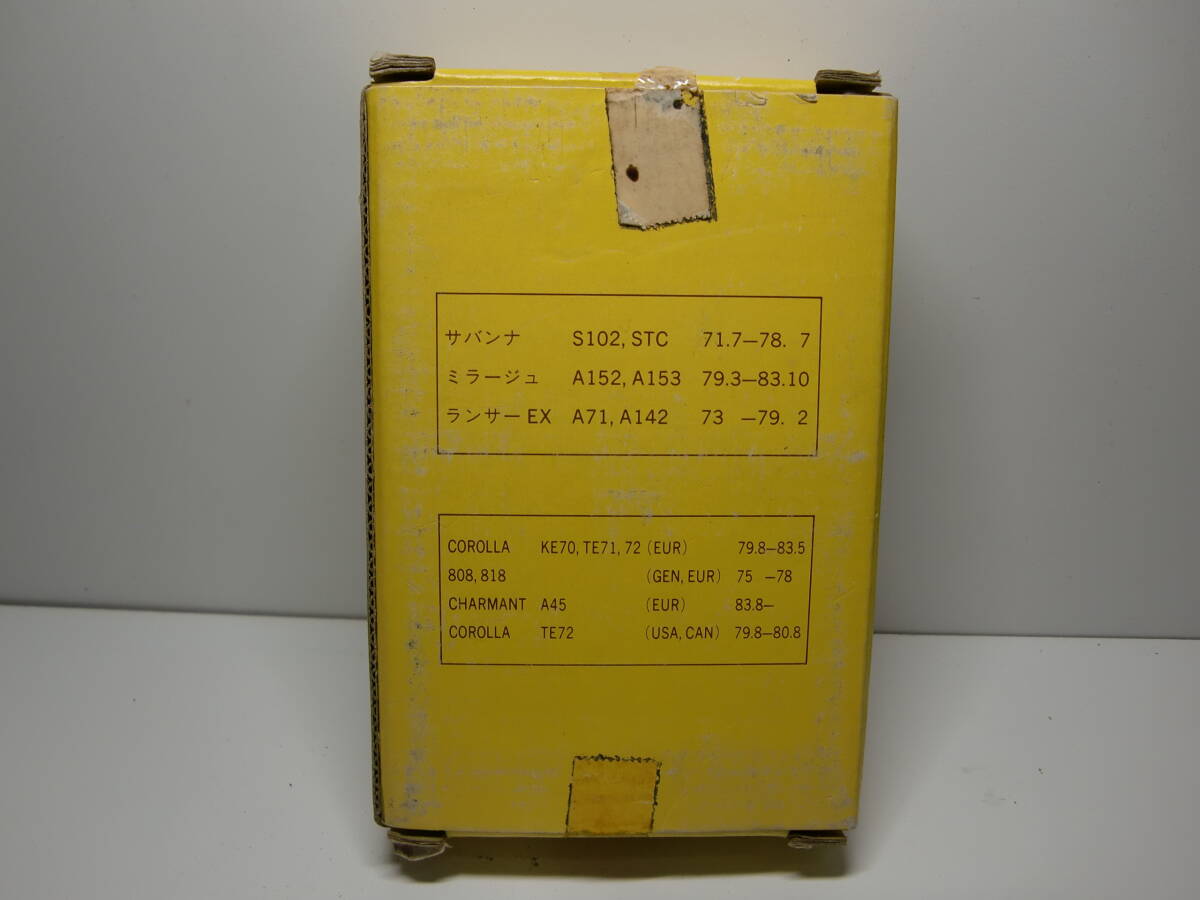 サバンナ S102, STC 71.7−78. 7
ミラージュ A152, A153 79.3−83.10
ランサーEX A71, A142 73 −79. 2
COROLLA KE70, TE71, 72 (EUR) 79.8−83.5
808, 818 (GEN, EUR) 75 −78
CHARMANT A45 (EUR) 83.8−
COROLLA TE72 (USA, CAN) 79.8−80.8